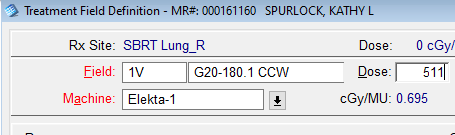 Treatment Field Definition - MR#: 000161160 SPURLOCK, KATHY L
Rx Site: SBRT Lung_R Dose: 0 cGy/
Field: 1V G20-180.1 CCW Dose: 511
Machine: Elekta-1 cGy/MU: 0.695